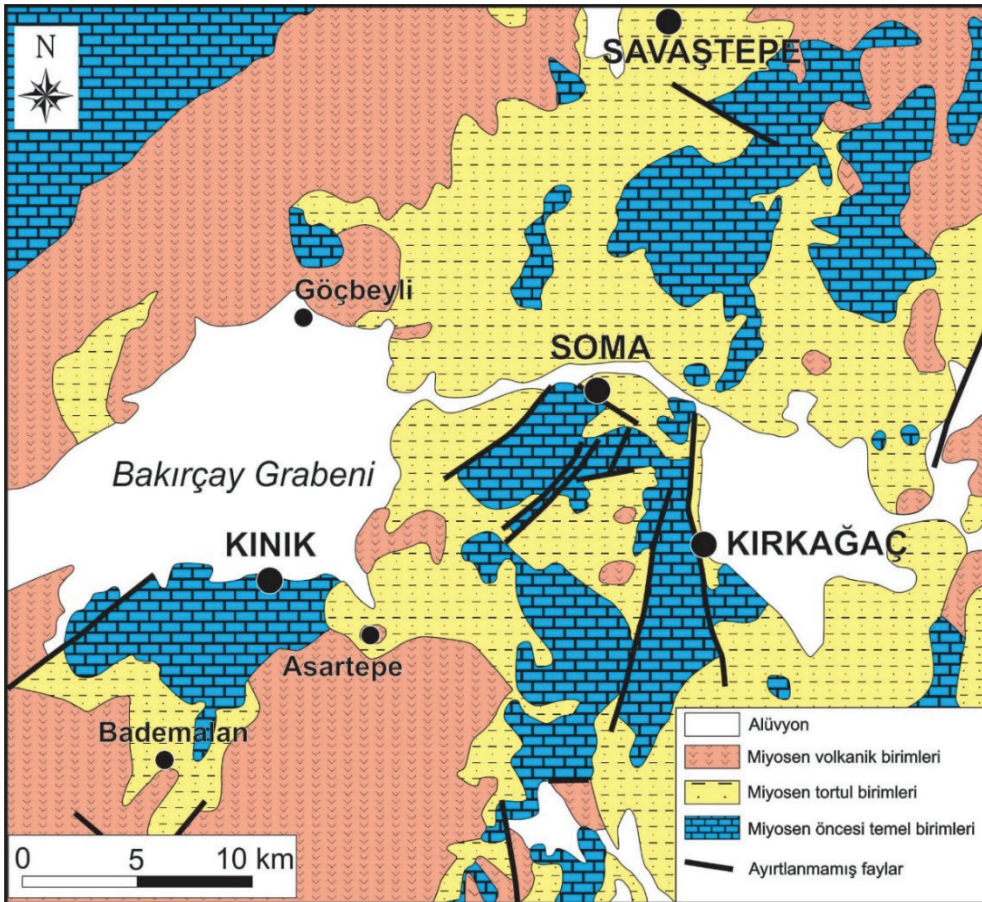 N
SAVAŞTEPE
Göçbeyli
SOMA
Bakırçay Grabeni
KINIK
KIRKAĞAÇ
Asartepe
Bademalan
0 5 10 km
Alüvyon
Miyosen volkanik birimleri
Miyosen tortul birimleri
Miyosen öncesi temel birimleri
Ayırtlanmamış faylar